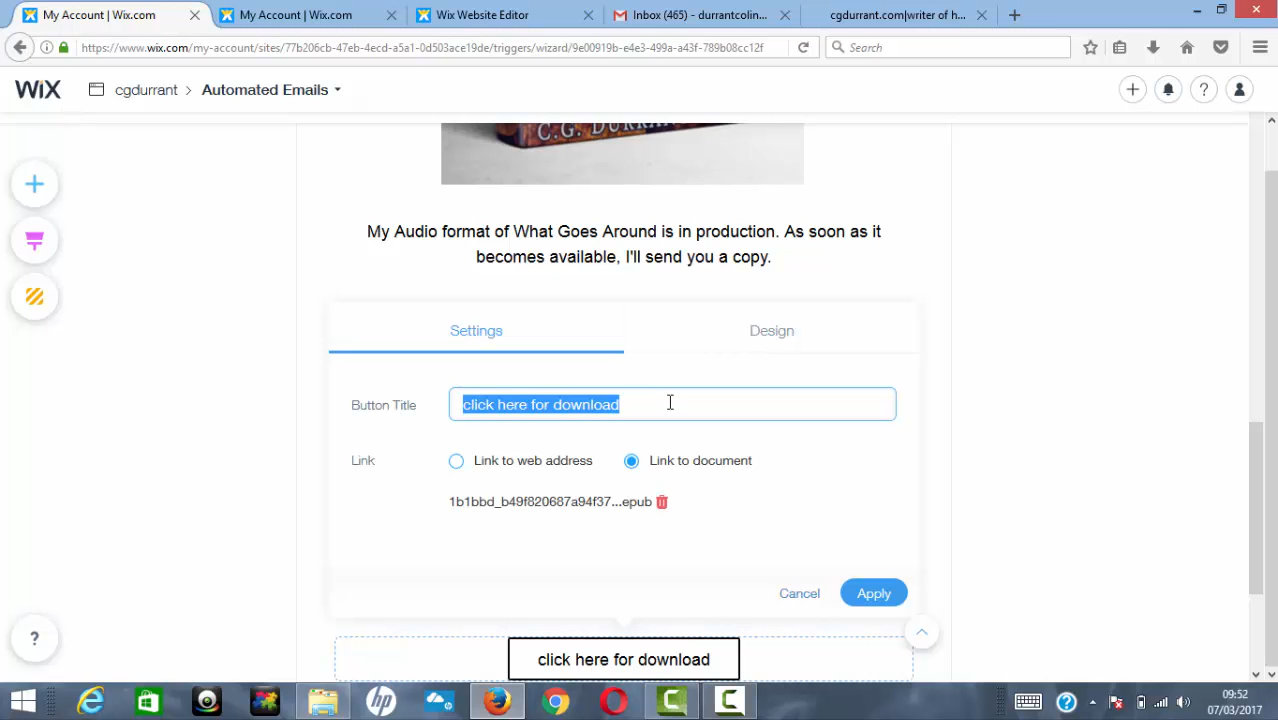 My Account | Wix.com
My Account | Wix.com
Wix Website Editor
Inbox (465) - durrantcolin...
cgdurrant.com|writer of h...
https://www.wix.com/my-account/sites/77b206cb-47eb-4ecd-a5a1-0d503ace19de/triggers/wizard/9e00919b-e4e3-499a-a43f-789b08cc12f
Search
WiX
cgdurrant > Automated Emails
C.G. DURRA
My Audio format of What Goes Around is in production. As soon as it
becomes available, I'll send you a copy.
Settings
Design
Button Title
click here for download
Link
Link to web address
Link to document
1b1bbd_b49f820687a94f37...epub
Cancel
Apply
click here for download
09:52
07/03/2017